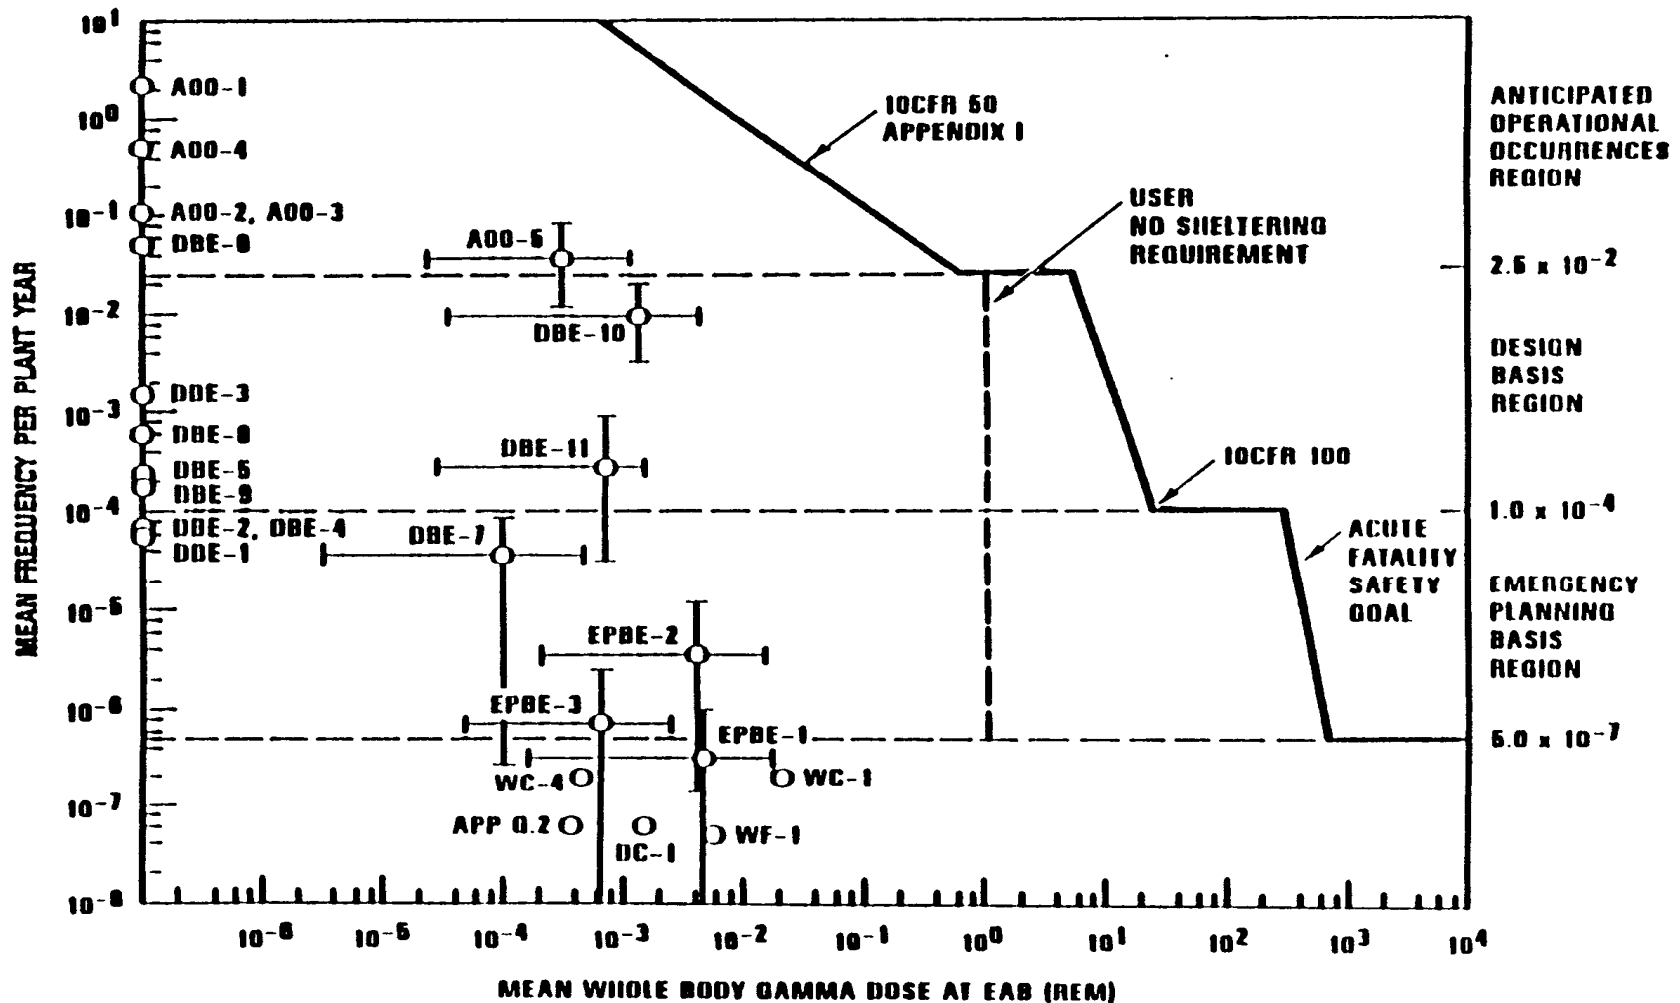 MEAN FREQUENCY PER PLANT YEAR
10¹
10⁰
10⁻¹
10⁻²
10⁻³
10⁻⁴
10⁻⁵
10⁻⁶
10⁻⁷
10⁻⁸
AOO-1
AOO-4
AOO-2, AOO-3
DBE-3
DBE-5
DBE-9
DBE-2, DBE-4
DBE-1
AOO-5
DBE-10
DBE-11
DBE-7
EPBE-2
EPBE-3
EPBE-1
WC-4
WC-1
APP G.2
DC-1
WF-1
10CFR 50
APPENDIX I
USER
NO SHELTERING
REQUIREMENT
10CFR 100
ACUTE
FATALITY
SAFETY
GOAL
ANTICIPATED
OPERATIONAL
OCCURRENCES
REGION
2.5 x 10⁻²
DESIGN
BASIS
REGION
1.0 x 10⁻⁴
EMERGENCY
PLANNING
BASIS
REGION
5.0 x 10⁻⁷
10⁻⁶
10⁻⁵
10⁻⁴
10⁻³
10⁻²
10⁻¹
10⁰
10¹
10²
10³
10⁴
MEAN WHOLE BODY GAMMA DOSE AT EAB (REM)